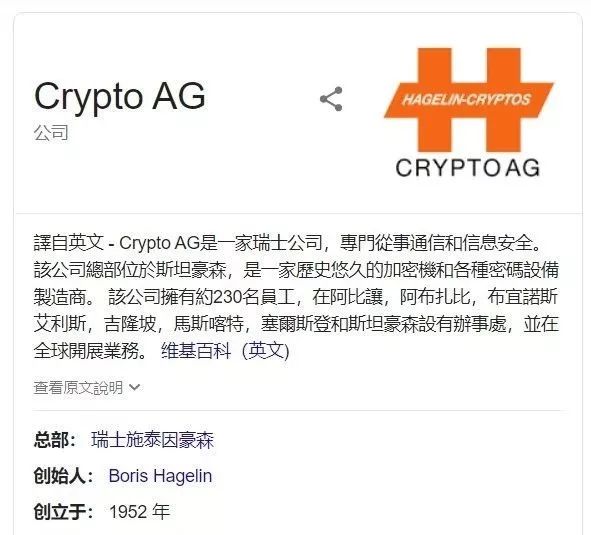 Crypto AG
公司
HAGELIN-CRYPTOS
CRYPTO AG
譯自英文 - Crypto AG是一家瑞士公司，專門從事通信和信息安全。
該公司總部位於斯坦豪森，是一家歷史悠久的加密機和各種密碼設備
製造商。 該公司擁有約230名員工，在阿比讓，阿布扎比，布宜諾斯
艾利斯，吉隆坡，馬斯喀特，塞爾斯登和斯坦豪森設有辦事處，並在
全球開展業務。 维基百科（英文)
查看原文說明
总部： 瑞士施泰因豪森
创始人： Boris Hagelin
创立于： 1952 年